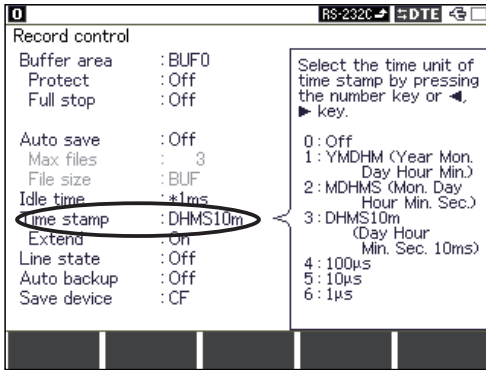 0 RS-232C DTE
Record control
Buffer area :BUF0
Protect :Off
Full stop :Off
Auto save :Off
Max files : 3
File size :BUF
Idle time :*1ms
Time stamp :DHMS10m
Extend :On
Line state :Off
Auto backup :Off
Save device :CF
Select the time unit of
time stamp by pressing
the number key or ◄,
► key.
0:Off
1:YMDHM (Year Mon.
Day Hour Min.)
2:MDHMS (Mon. Day
Hour Min. Sec.)
3:DHMS10m
(Day Hour
Min. Sec. 10ms)
4:100µs
5:10µs
6:1µs